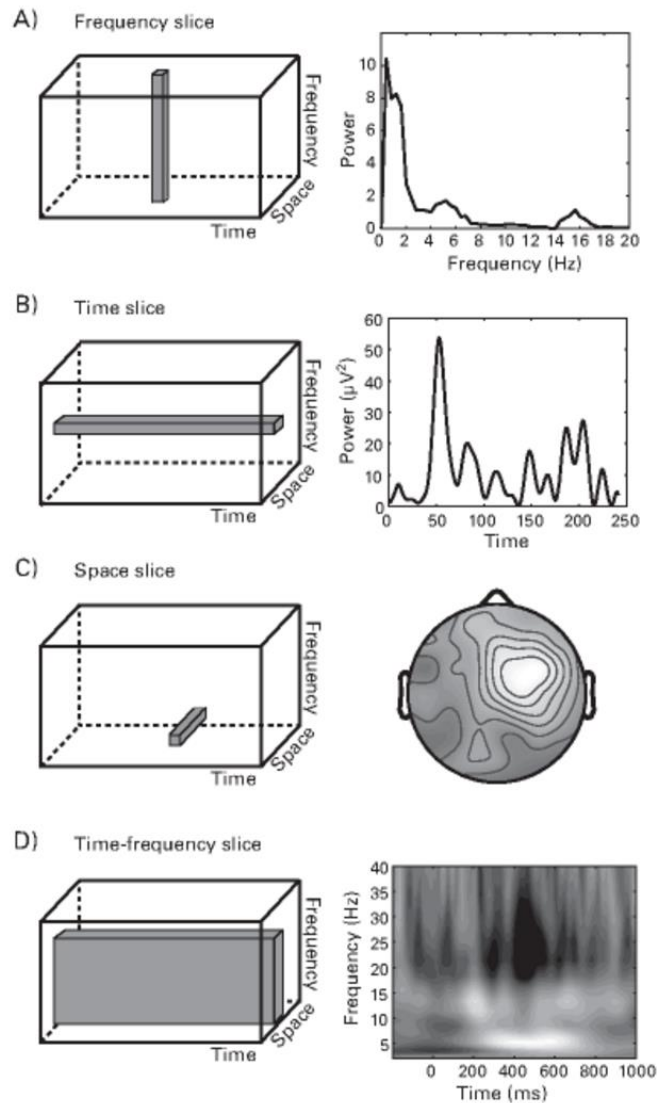 A) Frequency slice
Frequency
Space
Time
Power
10
8
6
4
2
0
0 2 4 6 8 10 12 14 16 18 20
Frequency (Hz)
B) Time slice
Frequency
Space
Time
Power (μV²)
60
50
40
30
20
10
0
0 50 100 150 200 250
Time
C) Space slice
Frequency
Space
Time
D) Time-frequency slice
Frequency
Space
Time
Frequency (Hz)
40
35
30
25
20
15
10
5
0 200 400 600 800 1000
Time (ms)